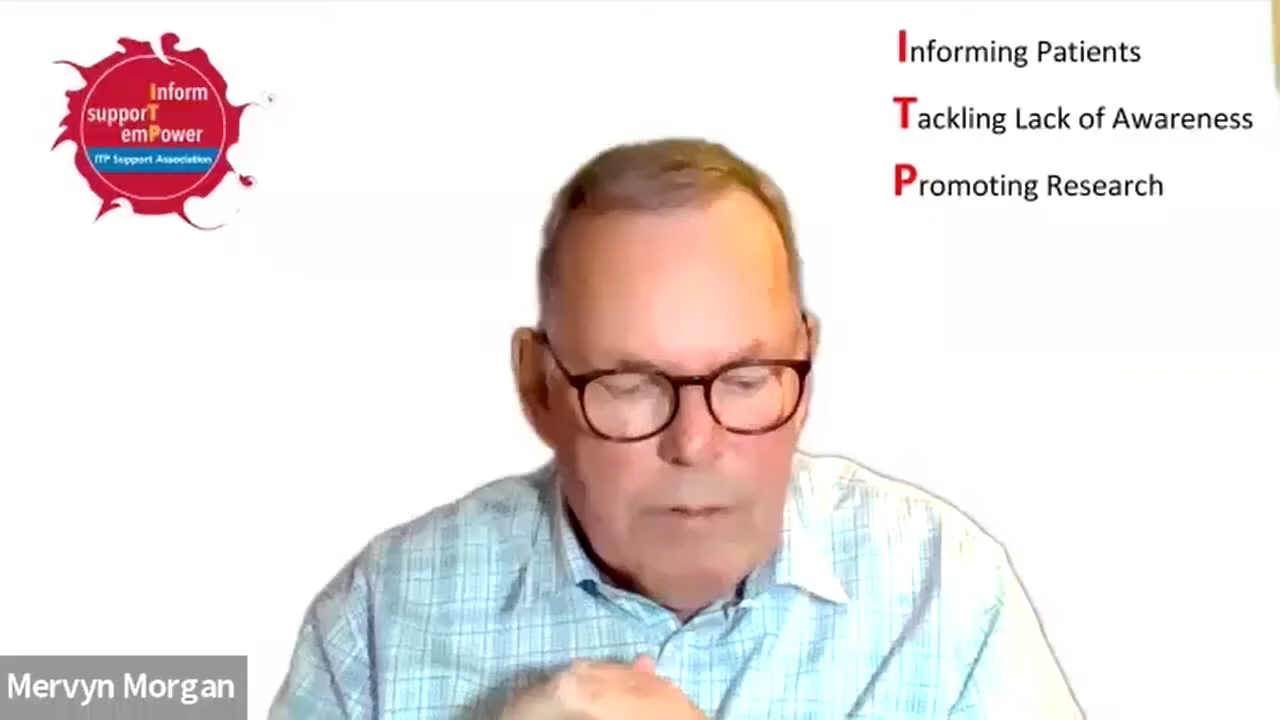 Inform
supporT
emPower
ITP Support Association
Informing Patients
Tackling Lack of Awareness
Promoting Research
Mervyn Morgan